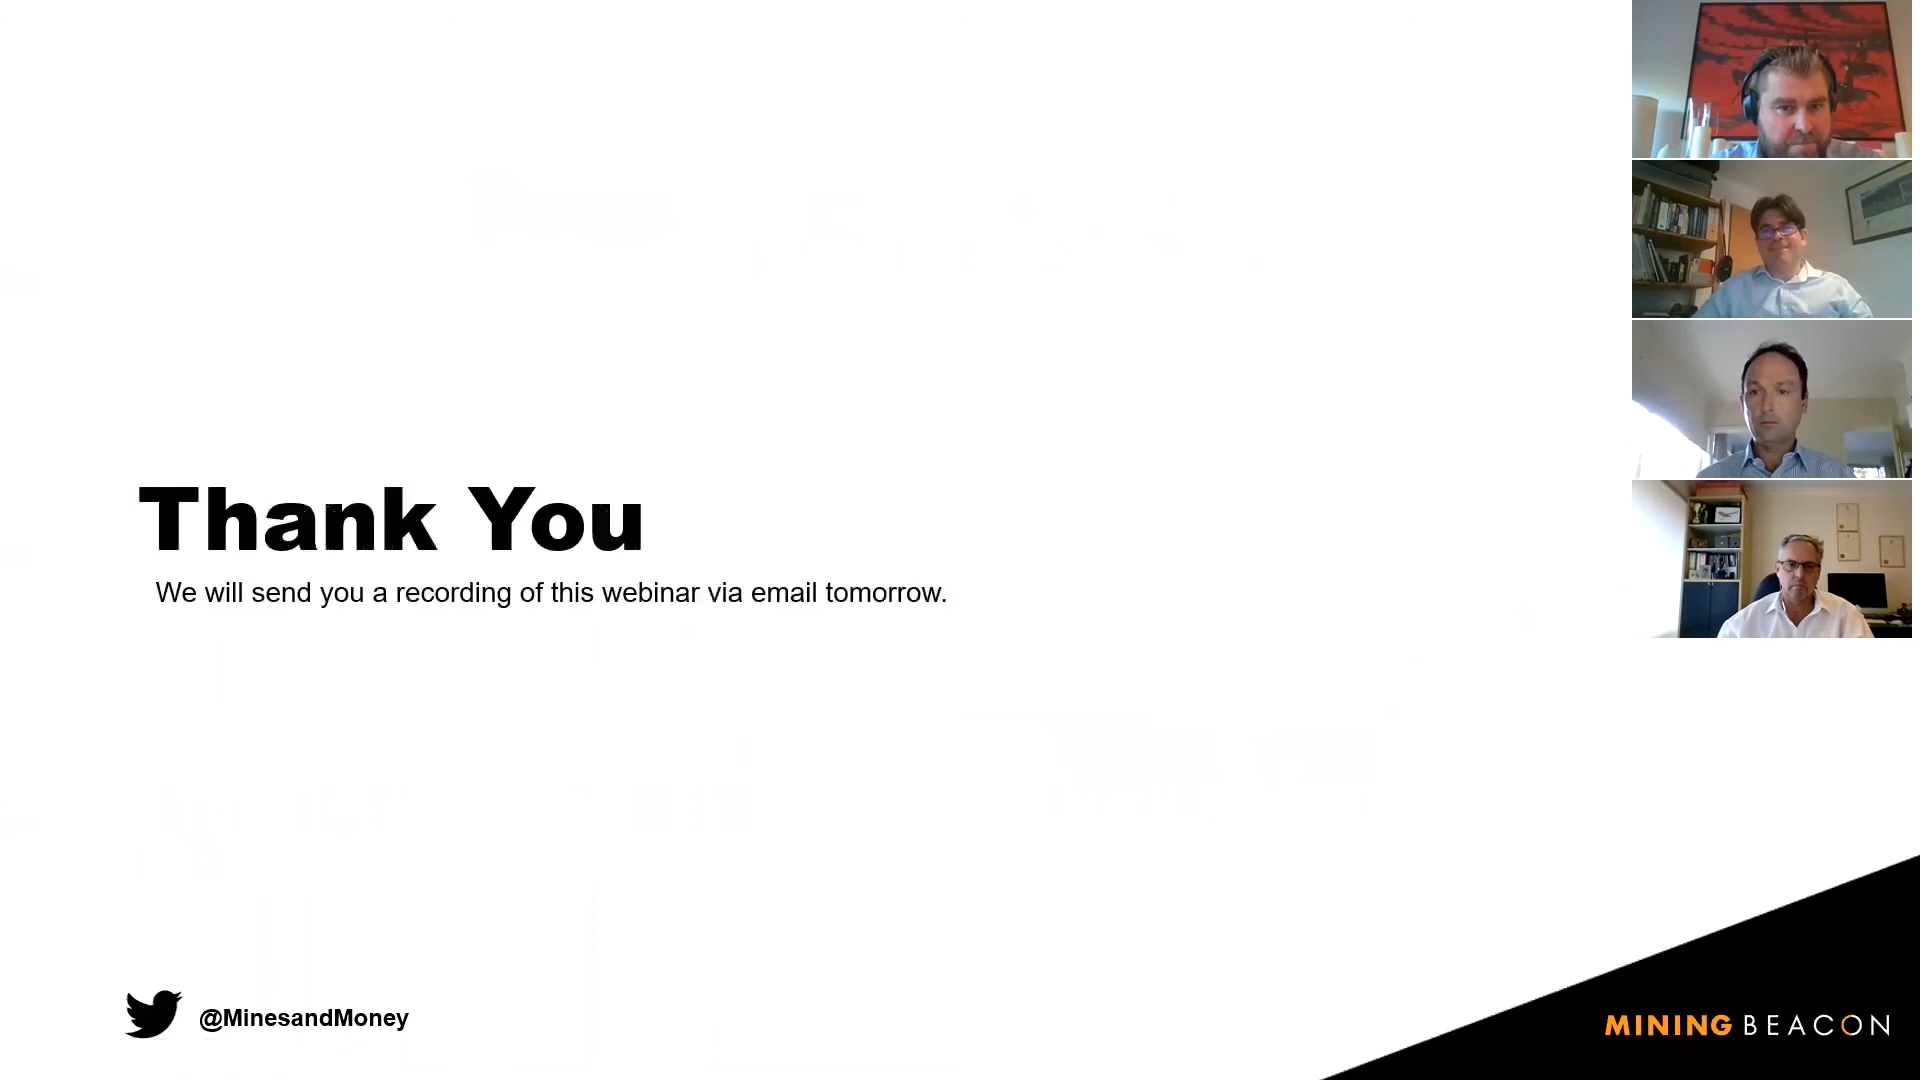 Thank You
We will send you a recording of this webinar via email tomorrow.
@MinesandMoney
MINING BEACON